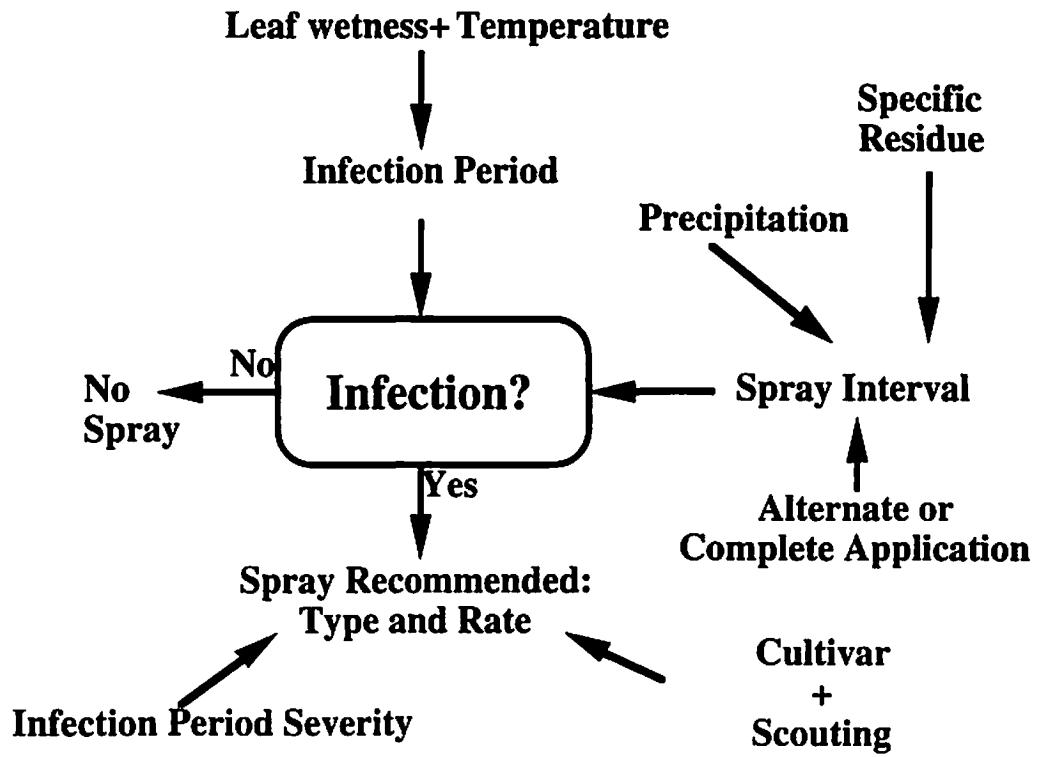 Leaf wetness+ Temperature
Specific
Residue
Infection Period
Precipitation
No
Infection?
No
Spray
Spray Interval
Yes
Alternate or
Complete Application
Spray Recommended:
Type and Rate
Cultivar
+
Scouting
Infection Period Severity